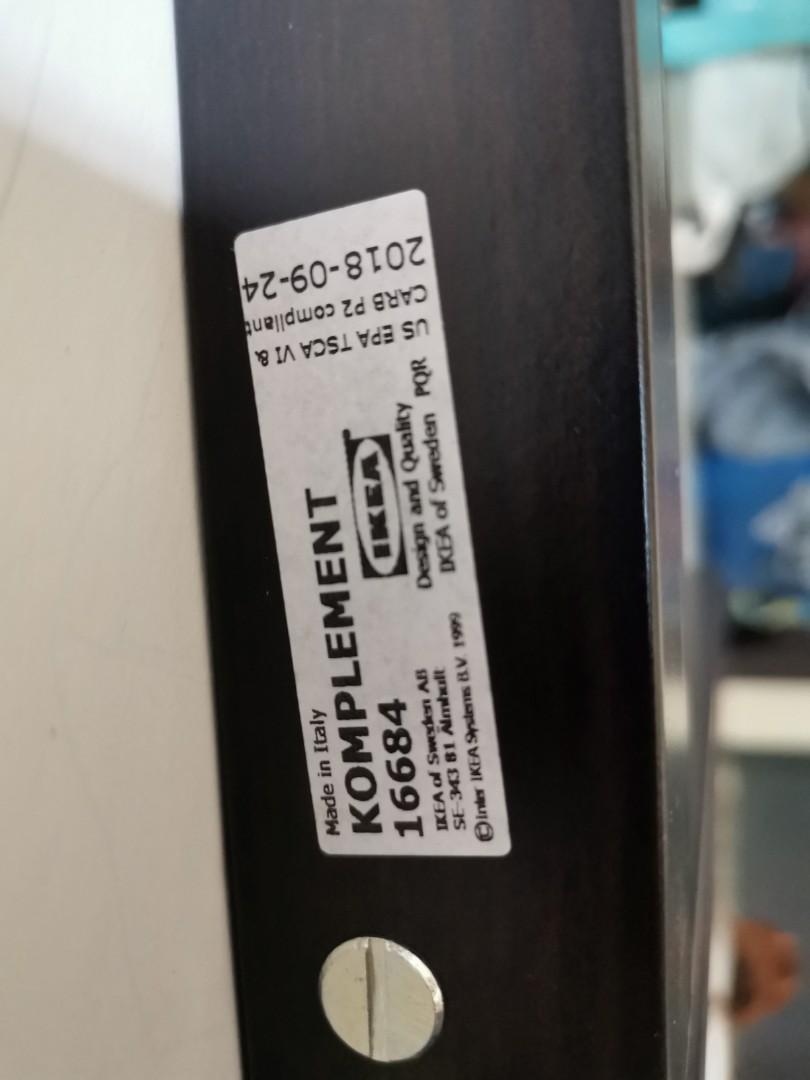 Made in Italy
KOMPLEMENT
16684
IKEA
IKEA of Sweden AB
SE-343 81 Älmhult
© Inter IKEA Systems B.V. 1999
Design and Quality
IKEA of Sweden PQR
US EPA TSCA VI &
CARB P2 compliant
2018-09-24